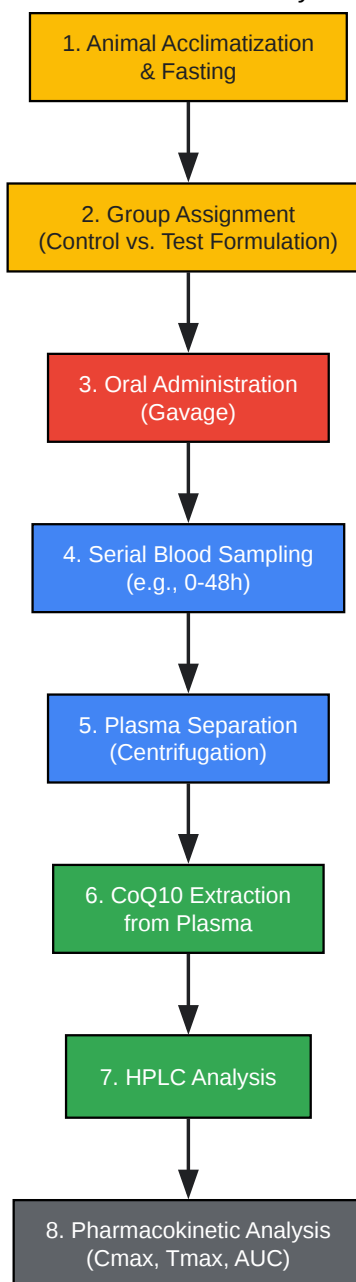 1. Animal Acclimatization
& Fasting
2. Group Assignment
(Control vs. Test Formulation)
3. Oral Administration
(Gavage)
4. Serial Blood Sampling
(e.g., 0-48h)
5. Plasma Separation
(Centrifugation)
6. CoQ10 Extraction
from Plasma
7. HPLC Analysis
8. Pharmacokinetic Analysis
(Cmax, Tmax, AUC)